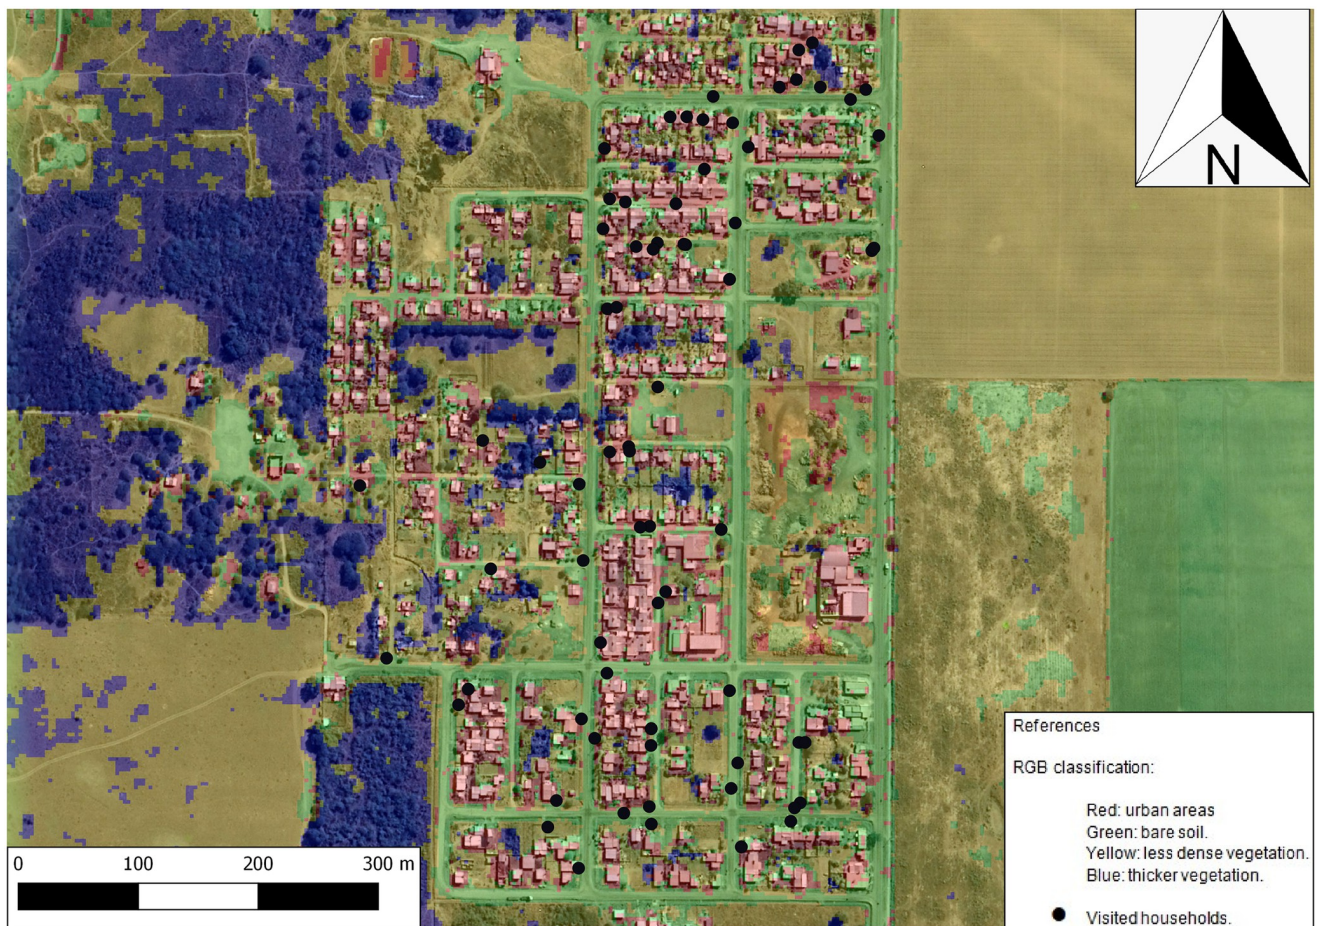 N
0 100 200 300 m
References
RGB classification:
Red: urban areas
Green: bare soil.
Yellow: less dense vegetation.
Blue: thicker vegetation.
Visited households.